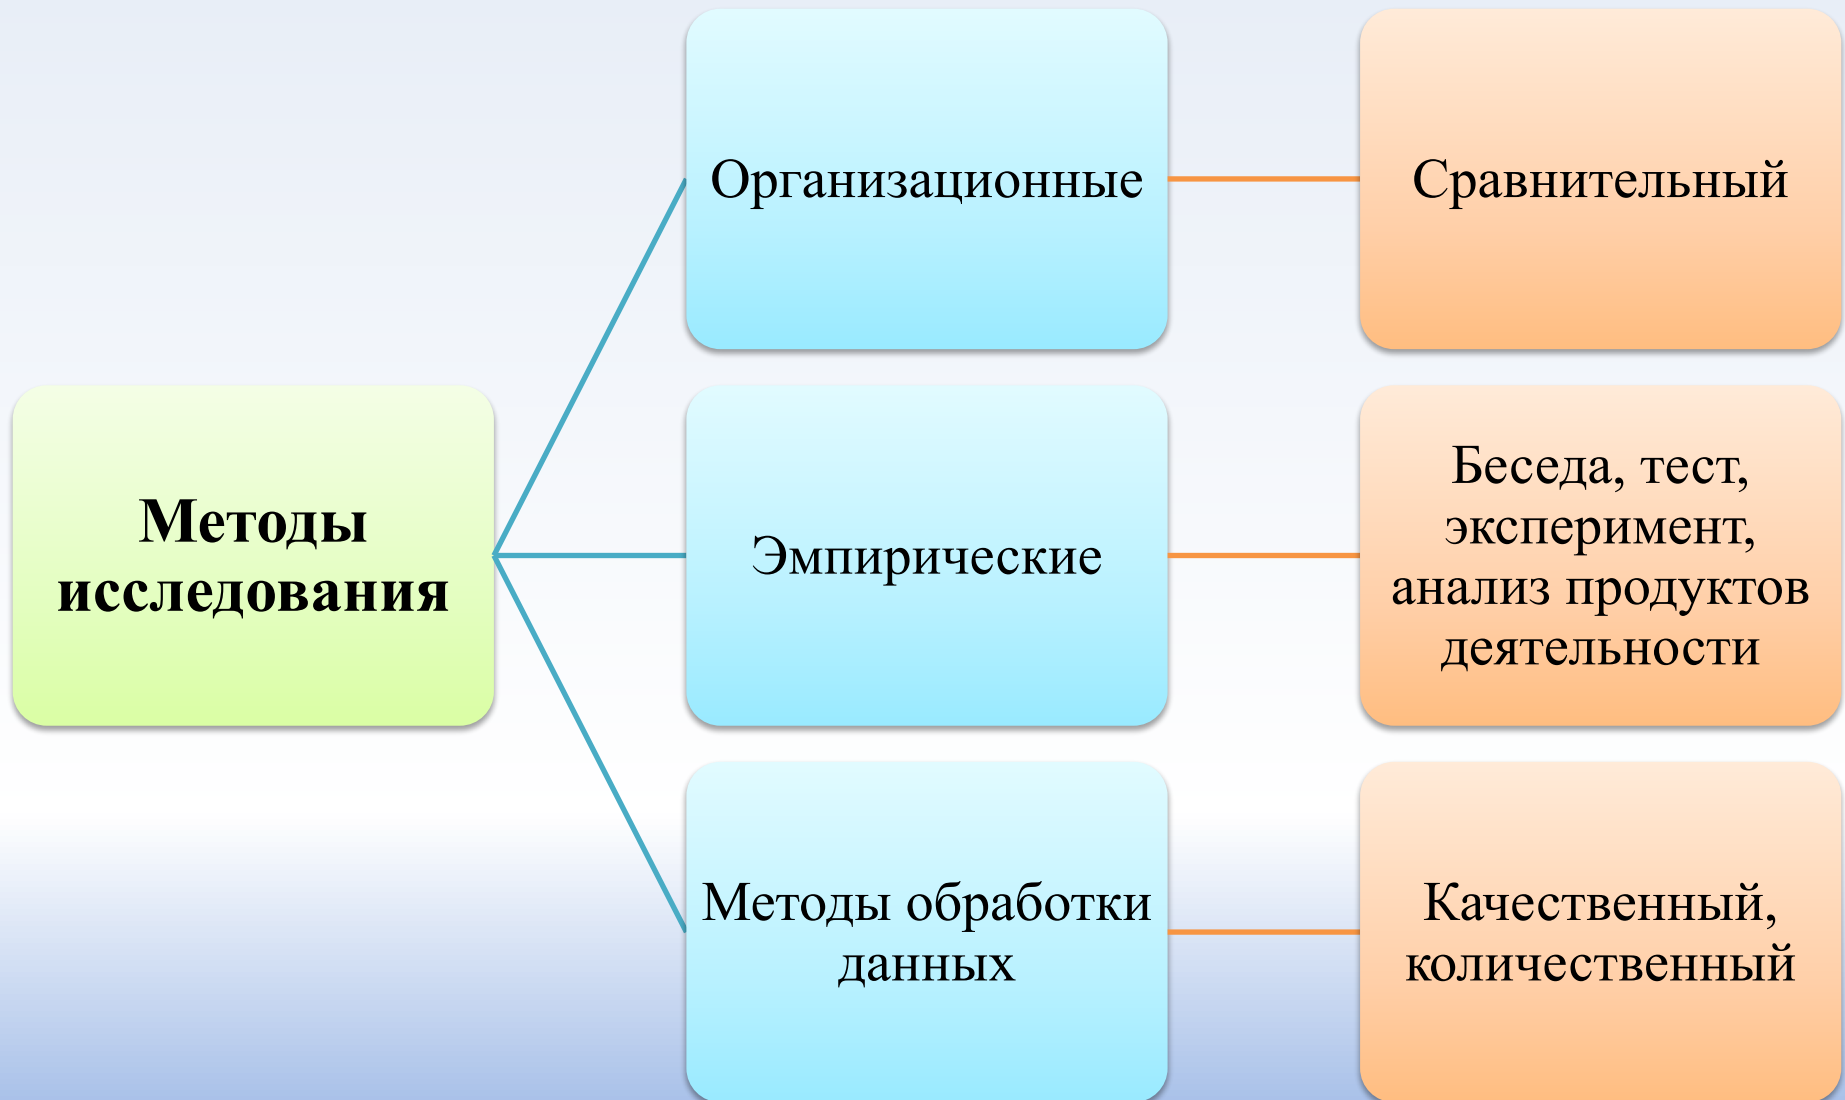 Методы
исследования
Организационные
Сравнительный
Эмпирические
Беседа, тест,
эксперимент,
анализ продуктов
деятельности
Методы обработки
данных
Качественный,
количественный